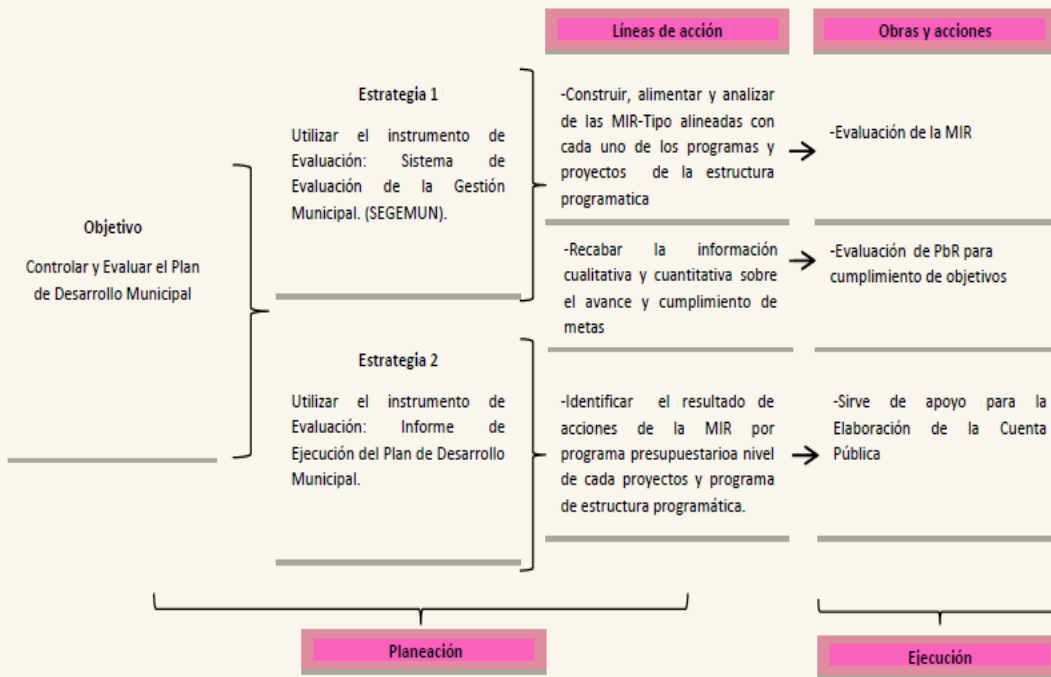 Líneas de acción
Obras y acciones
Objetivo
Controlar y Evaluar el Plan
de Desarrollo Municipal
Estrategia 1
Utilizar el instrumento de
Evaluación: Sistema de
Evaluación de la Gestión
Municipal. (SEGEMUN).
-Construir, alimentar y analizar
de las MIR-Tipo alineadas con
cada uno de los programas y
proyectos de la estructura
programatica
-Evaluación de la MIR
-Recabar la información
cualitativa y cuantitativa sobre
el avance y cumplimiento de
metas
-Evaluación de PbR para
cumplimiento de objetivos
Estrategia 2
Utilizar el instrumento de
Evaluación: Informe de
Ejecución del Plan de Desarrollo
Municipal.
-Identificar el resultado de
acciones de la MIR por
programa presupuestarioa nivel
de cada proyectos y programa
de estructura programática.
-Sirve de apoyo para la
Elaboración de la Cuenta
Pública
Planeación
Ejecución